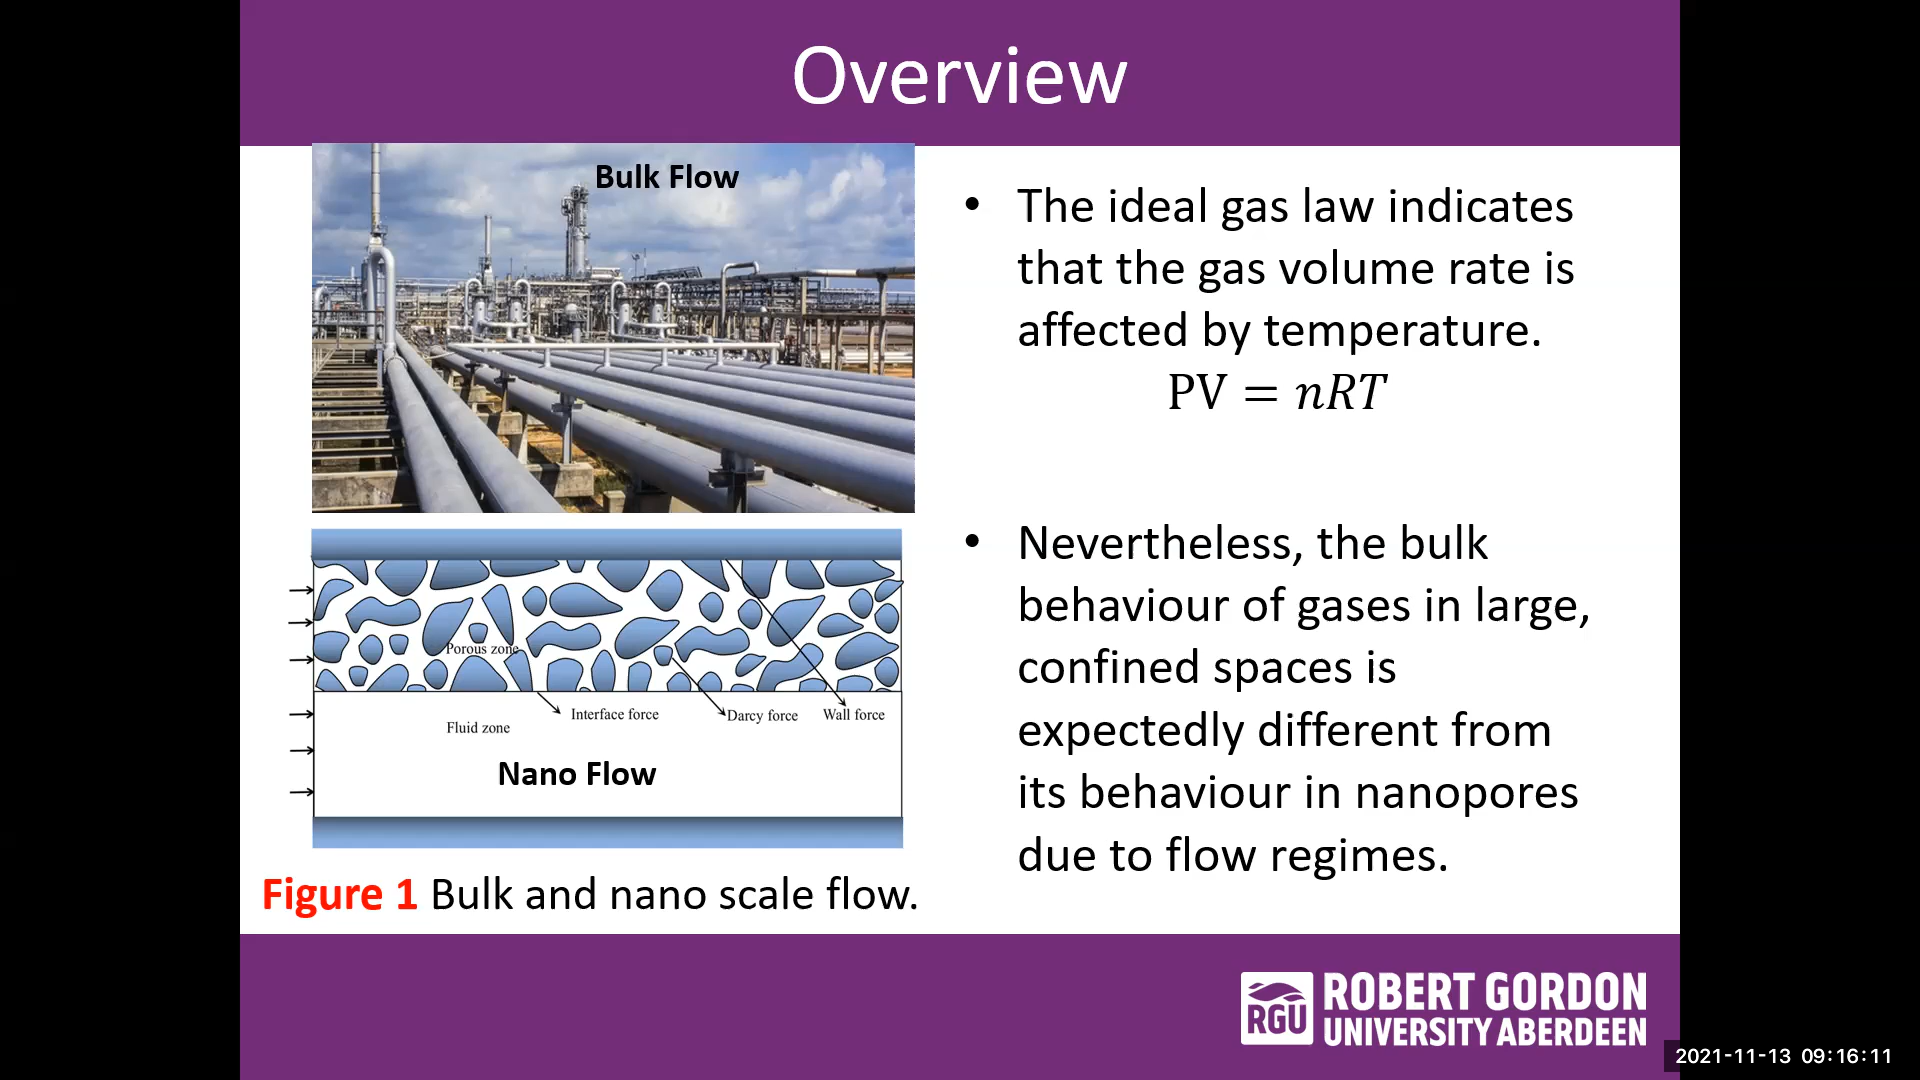 Overview
Bulk Flow
Porous zone
Interface force
Darcy force
Wall force
Fluid zone
Nano Flow
Figure 1 Bulk and nano scale flow.
• The ideal gas law indicates
that the gas volume rate is
affected by temperature.
PV = nRT
• Nevertheless, the bulk
behaviour of gases in large,
confined spaces is
expectedly different from
its behaviour in nanopores
due to flow regimes.
RGU
ROBERT GORDON
UNIVERSITY ABERDEEN
2021-11-13 09:16:11